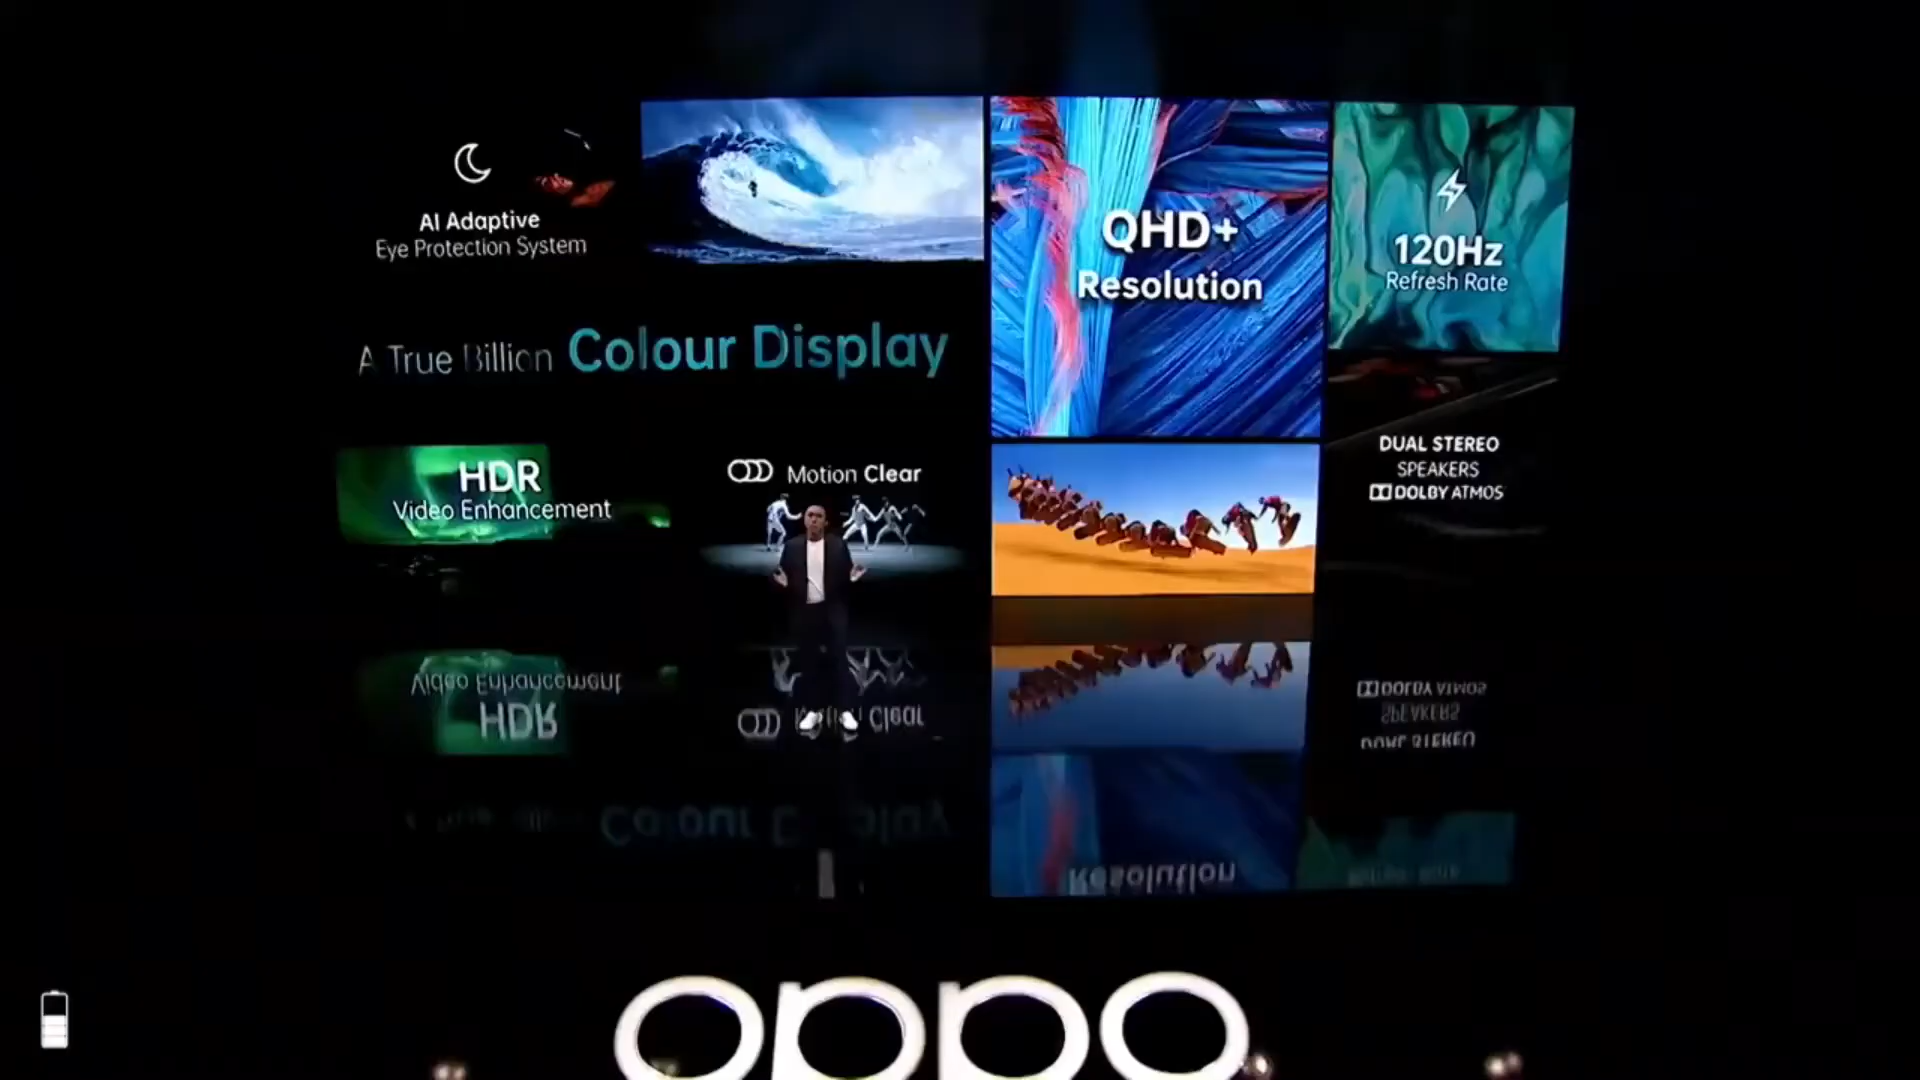 AI Adaptive
Eye Protection System
QHD+
Resolution
120Hz
Refresh Rate
A True Billion Colour Display
HDR
Video Enhancement
Motion Clear
DUAL STEREO
SPEAKERS
DOLBY ATMOS
oppo